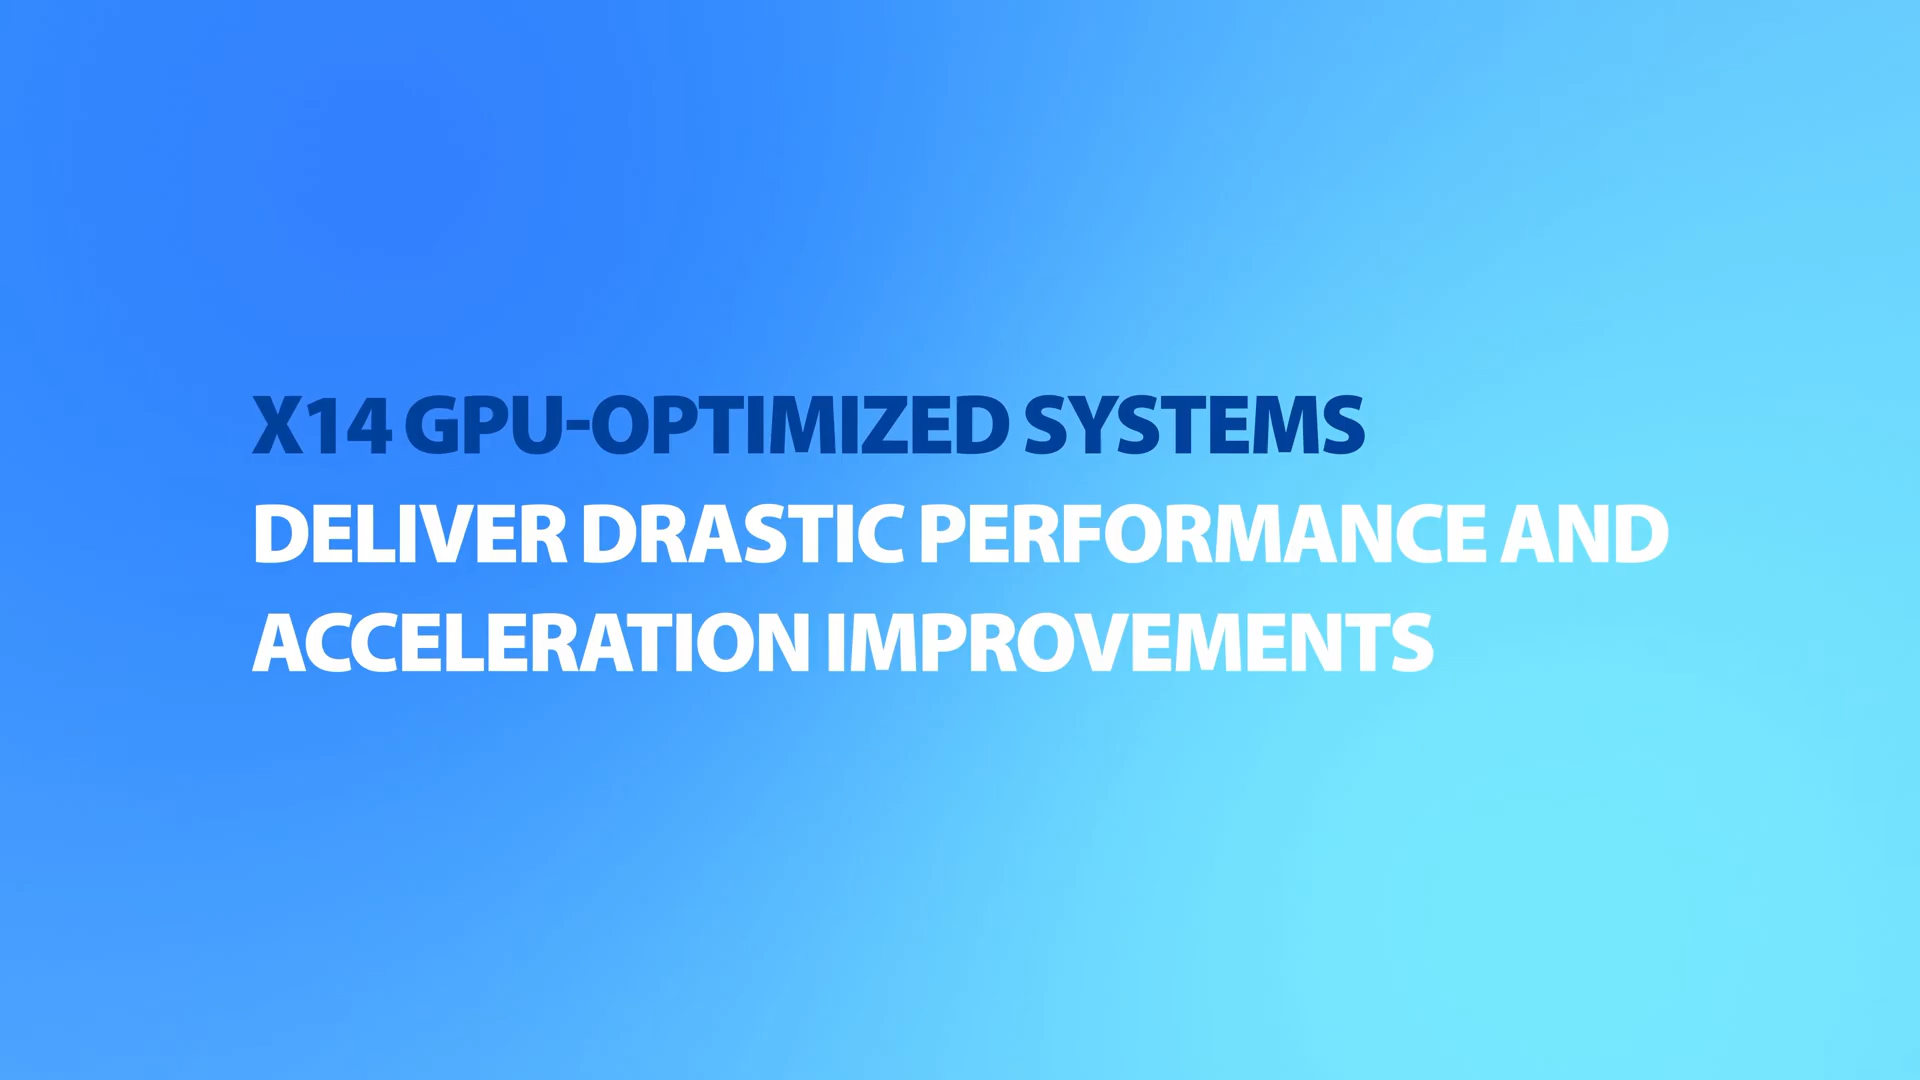 X14 GPU-OPTIMIZED SYSTEMS
DELIVER DRASTIC PERFORMANCE AND
ACCELERATION IMPROVEMENTS